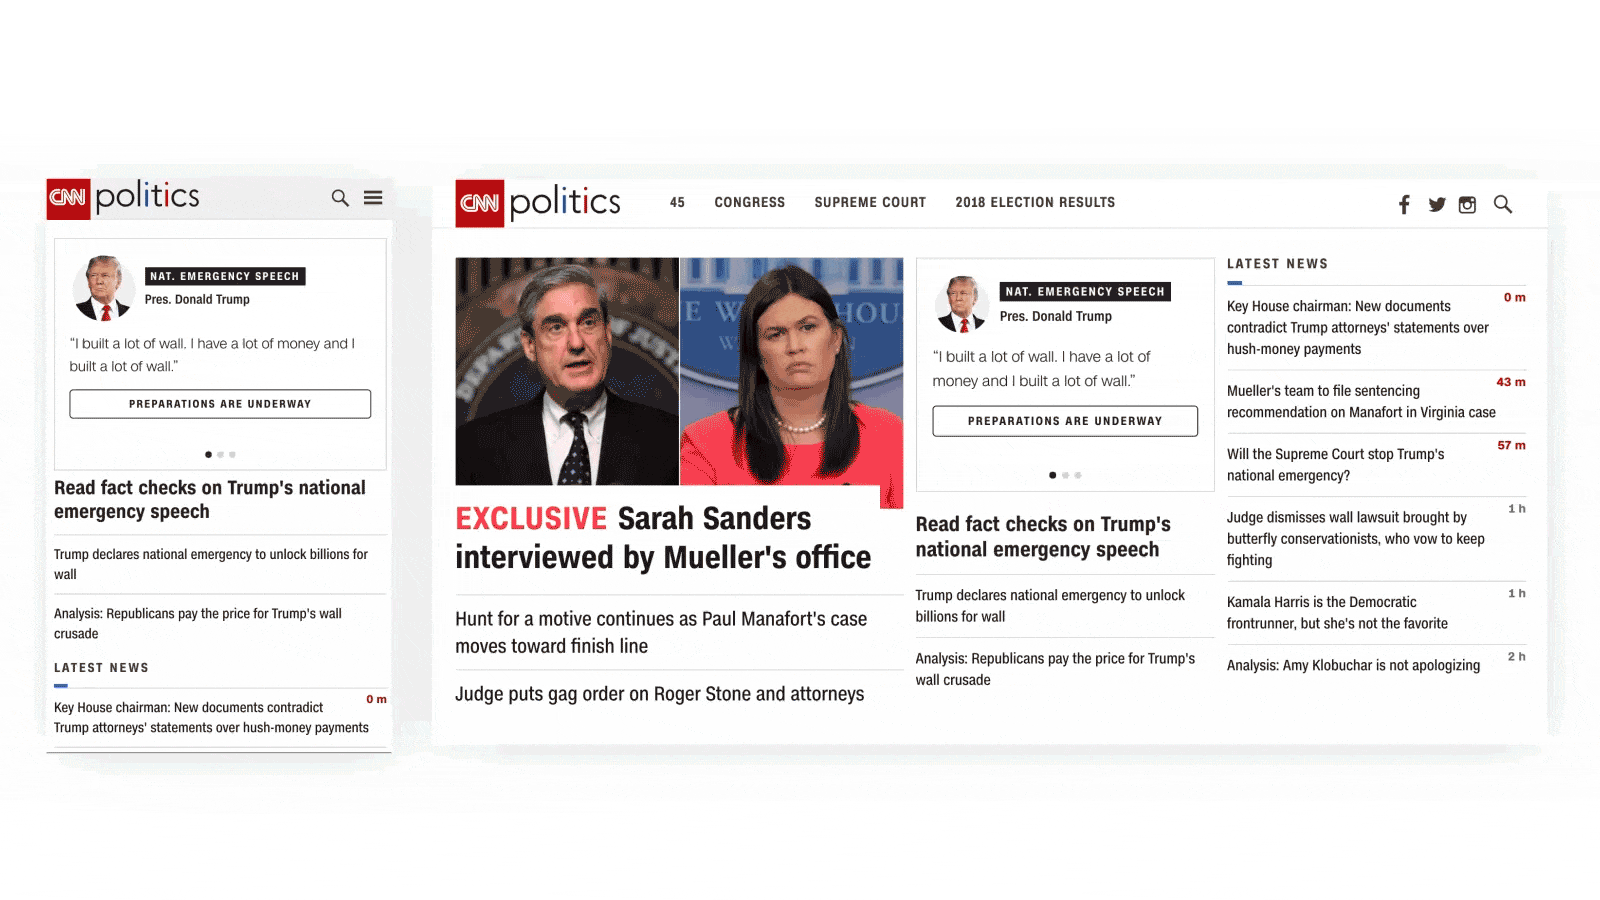 CNN politics
NAT. EMERGENCY SPEECH
Pres. Donald Trump
“I built a lot of wall. I have a lot of money and I
built a lot of wall.”
PREPARATIONS ARE UNDERWAY
Read fact checks on Trump's national
emergency speech
Trump declares national emergency to unlock billions for
wall
Analysis: Republicans pay the price for Trump's wall
crusade
LATEST NEWS
0 m
Key House chairman: New documents contradict
Trump attorneys' statements over hush-money payments
CNN politics
45 CONGRESS SUPREME COURT 2018 ELECTION RESULTS
EXCLUSIVE Sarah Sanders
interviewed by Mueller's office
Hunt for a motive continues as Paul Manafort's case
moves toward finish line
Judge puts gag order on Roger Stone and attorneys
NAT. EMERGENCY SPEECH
Pres. Donald Trump
“I built a lot of wall. I have a lot of
money and I built a lot of wall.”
PREPARATIONS ARE UNDERWAY
Read fact checks on Trump's
national emergency speech
Trump declares national emergency to unlock
billions for wall
Analysis: Republicans pay the price for Trump's
wall crusade
LATEST NEWS
0 m
Key House chairman: New documents
contradict Trump attorneys' statements over
hush-money payments
43 m
Mueller's team to file sentencing
recommendation on Manafort in Virginia case
57 m
Will the Supreme Court stop Trump's
national emergency?
1 h
Judge dismisses wall lawsuit brought by
butterfly conservationists, who vow to keep
fighting
1 h
Kamala Harris is the Democratic
frontrunner, but she's not the favorite
2 h
Analysis: Amy Klobuchar is not apologizing